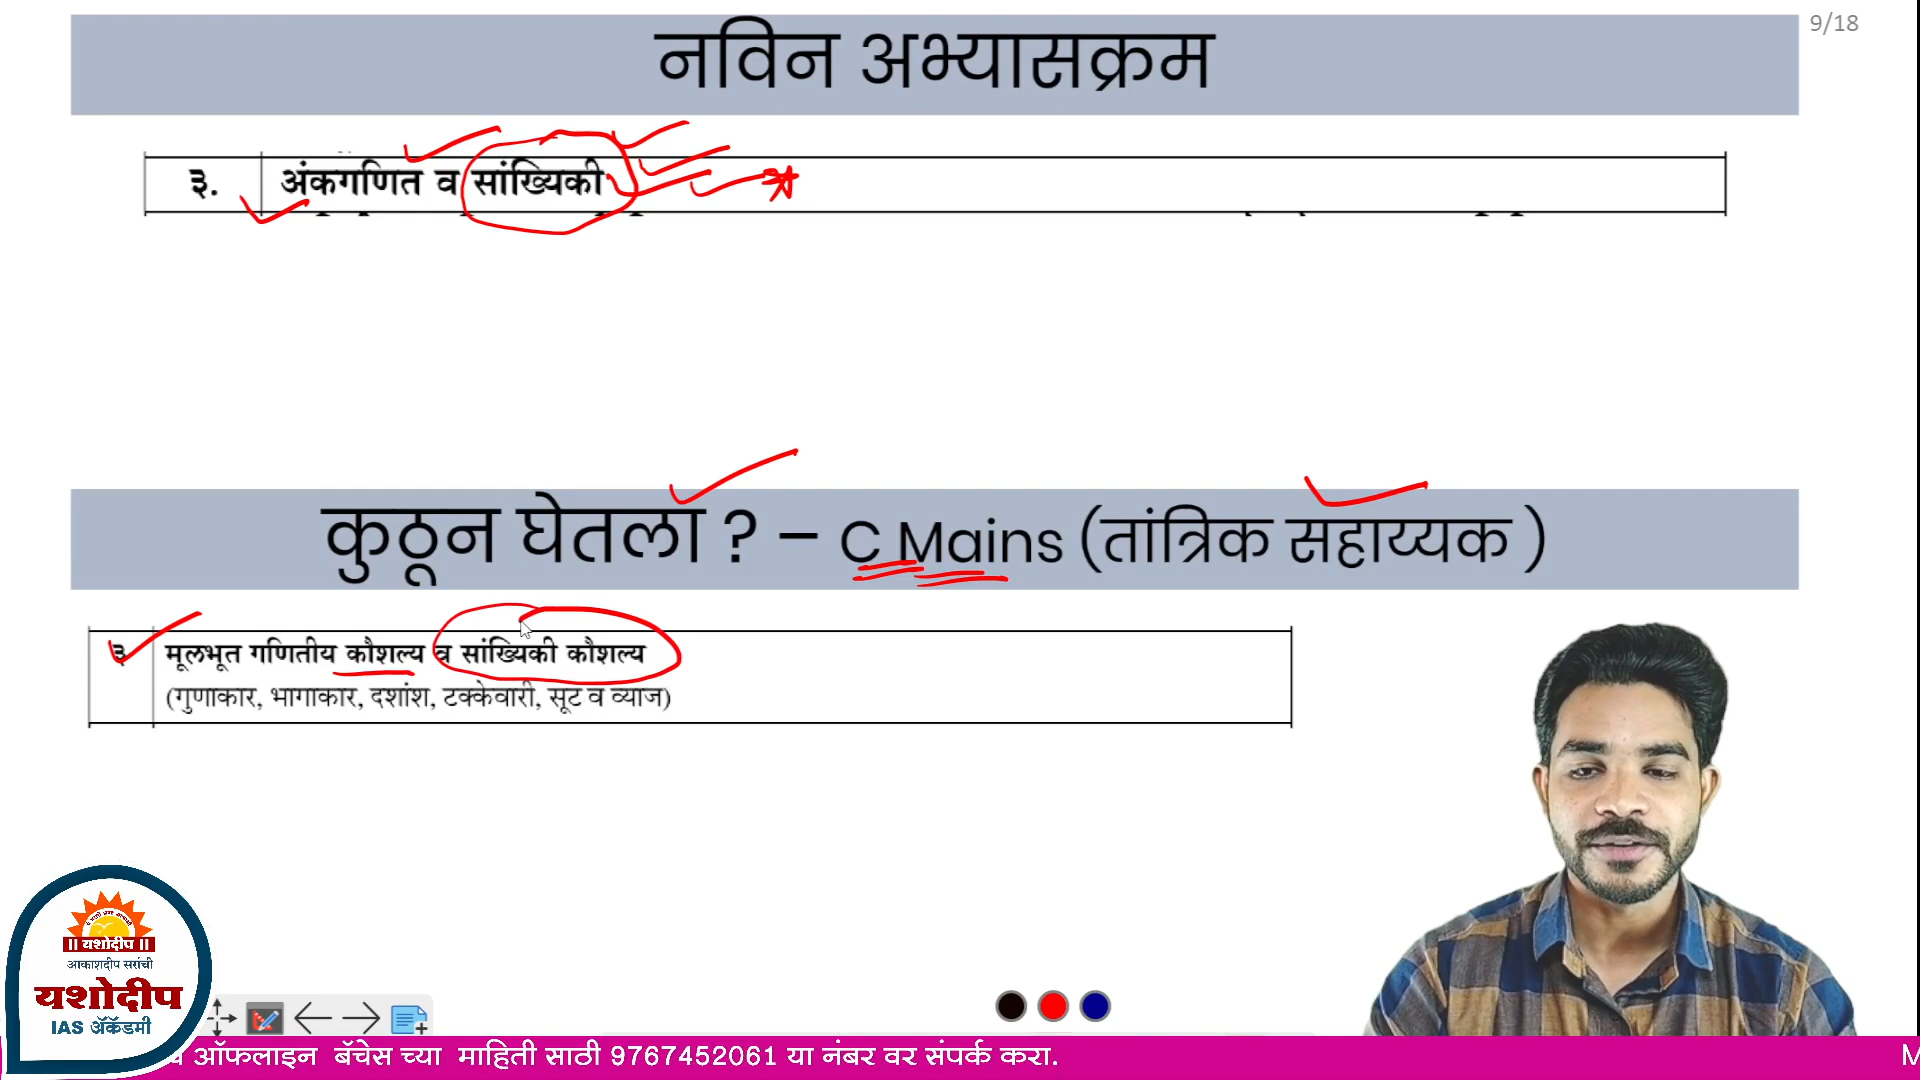 9/18
नविन अभ्यासक्रम
३. अंकगणित व सांख्यिकी
कुठून घेतला ? – C Mains (तांत्रिक सहाय्यक )
३ मूलभूत गणितीय कौशल्य व सांख्यिकी कौशल्य
(गुणाकार, भागाकार, दशांश, टक्केवारी, सूट व व्याज)
॥ यशोदीप ॥
आकाशदीप सरांची
यशोदीप
IAS ॲकॅडमी
ऑफलाइन बॅचेस च्या माहिती साठी 9767452061 या नंबर वर संपर्क करा.